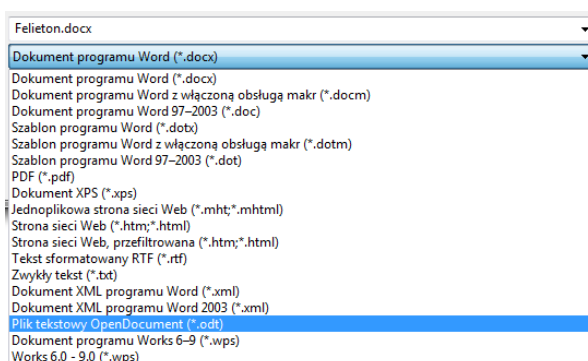 Felieton.docx
Dokument programu Word (*.docx)
Dokument programu Word (*.docx)
Dokument programu Word z włączoną obsługą makr (*.docm)
Dokument programu Word 97–2003 (*.doc)
Szablon programu Word (*.dotx)
Szablon programu Word z włączoną obsługą makr (*.dotm)
Szablon programu Word 97–2003 (*.dot)
PDF (*.pdf)
Dokument XPS (*.xps)
Jednoplikowa strona sieci Web (*.mht;*.mhtml)
Strona sieci Web (*.htm;*.html)
Strona sieci Web, przefiltrowana (*.htm;*.html)
Tekst sformatowany RTF (*.rtf)
Zwykły tekst (*.txt)
Dokument XML programu Word (*.xml)
Dokument XML programu Word 2003 (*.xml)
Plik tekstowy OpenDocument (*.odt)
Dokument programu Works 6–9 (*.wps)
Works 6.0 - 9.0 (*.wps)